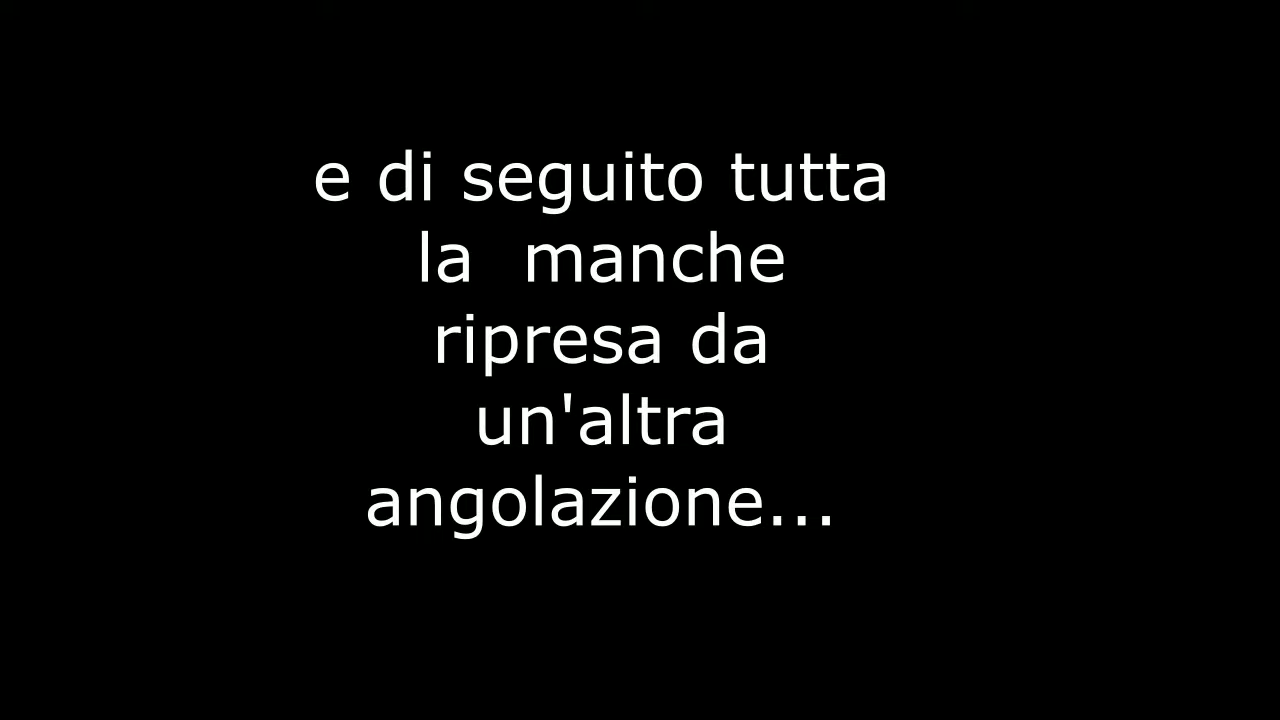 e di seguito tutta
la  manche
ripresa da
un'altra
angolazione...